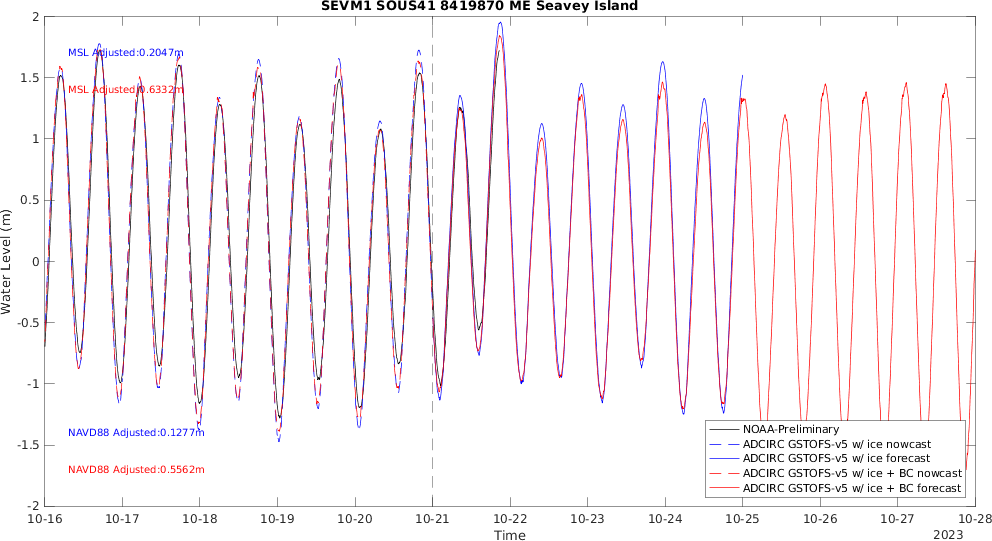 SEVM1 SOUS41 8419870 ME Seavey Island
2
1.5
1
0.5
0
-0.5
-1
-1.5
-2
Water Level (m)
MSL Adjusted:0.2047m
MSL Adjusted:0.6332m
NAVD88 Adjusted:0.1277m
NAVD88 Adjusted:0.5562m
NOAA-Preliminary
ADCIRC GSTOFS-v5 w/ ice nowcast
ADCIRC GSTOFS-v5 w/ ice forecast
ADCIRC GSTOFS-v5 w/ ice + BC nowcast
ADCIRC GSTOFS-v5 w/ ice + BC forecast
10-16 10-17 10-18 10-19 10-20 10-21 10-22 10-23 10-24 10-25 10-26 10-27 10-28
Time
2023